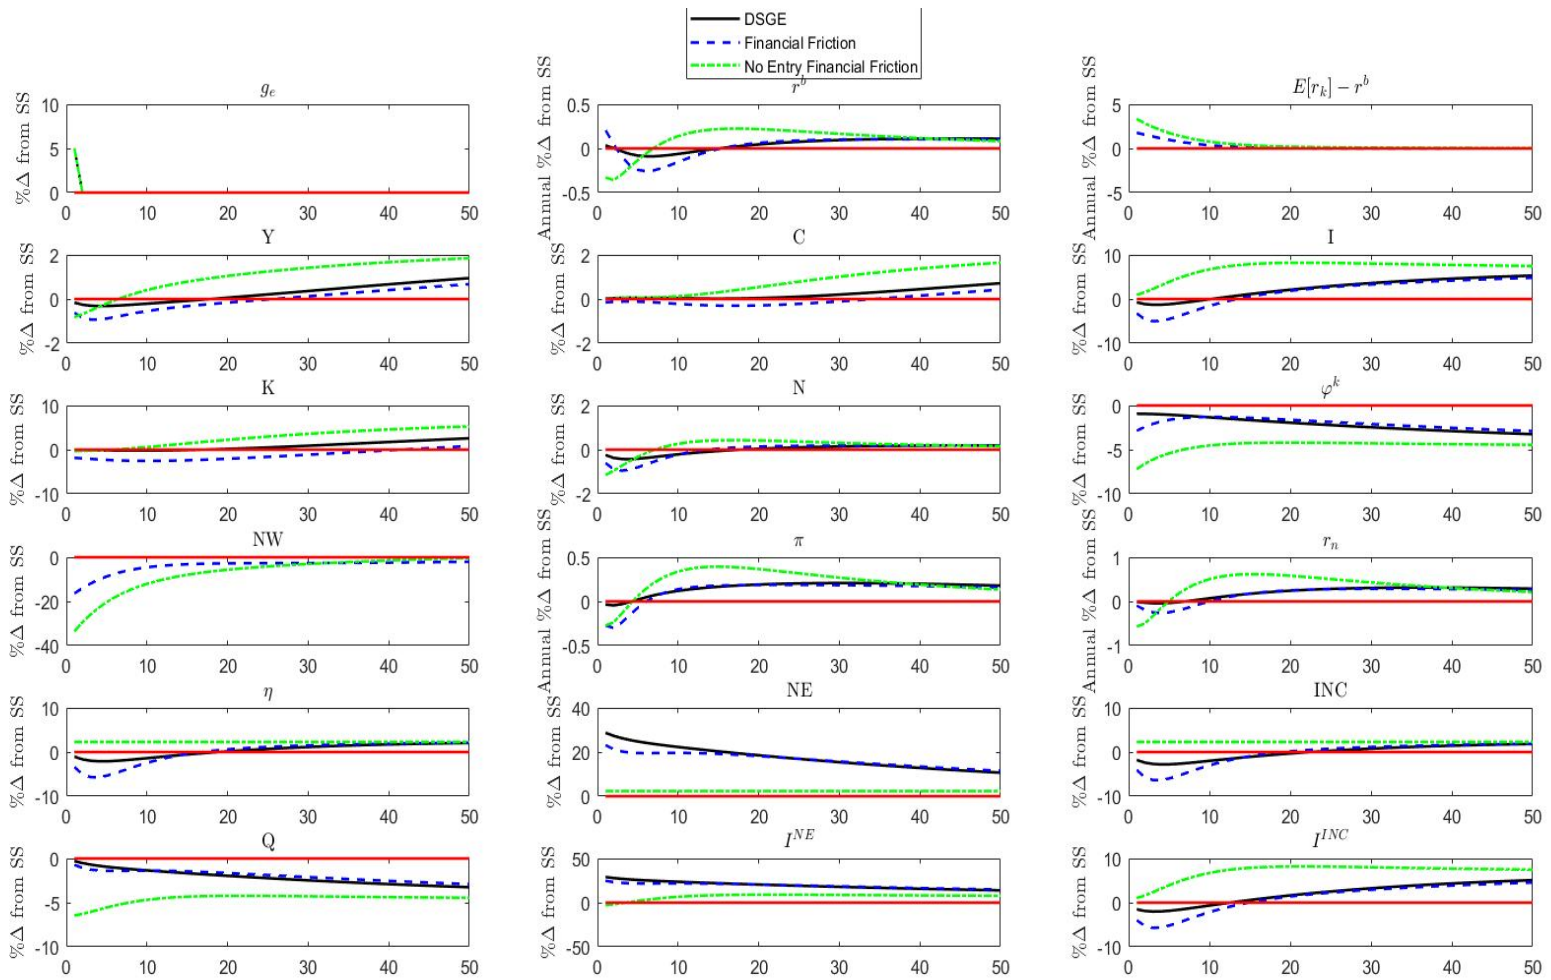 DSGE
Financial Friction
No Entry Financial Friction
g_e
r^b
E[r_k] − r^b
%Δ from SS
10
5
0
0 10 20 30 40 50
Annual %Δ from SS
0.5
0
-0.5
0 10 20 30 40 50
Annual %Δ from SS
5
0
-5
0 10 20 30 40 50
Y
C
I
%Δ from SS
2
0
-2
0 10 20 30 40 50
%Δ from SS
2
0
-2
0 10 20 30 40 50
%Δ from SS
10
0
-10
0 10 20 30 40 50
K
N
φ^k
%Δ from SS
10
0
-10
0 10 20 30 40 50
%Δ from SS
2
0
-2
0 10 20 30 40 50
%Δ from SS
0
-5
-10
0 10 20 30 40 50
NW
π
r_n
%Δ from SS
0
-20
-40
0 10 20 30 40 50
Annual %Δ from SS
0.5
0
-0.5
0 10 20 30 40 50
Annual %Δ from SS
1
0
-1
0 10 20 30 40 50
η
NE
INC
%Δ from SS
10
0
-10
0 10 20 30 40 50
%Δ from SS
40
20
0
0 10 20 30 40 50
%Δ from SS
10
0
-10
0 10 20 30 40 50
Q
I^{NE}
I^{INC}
%Δ from SS
0
-5
-10
0 10 20 30 40 50
%Δ from SS
50
0
-50
0 10 20 30 40 50
%Δ from SS
10
0
-10
0 10 20 30 40 50